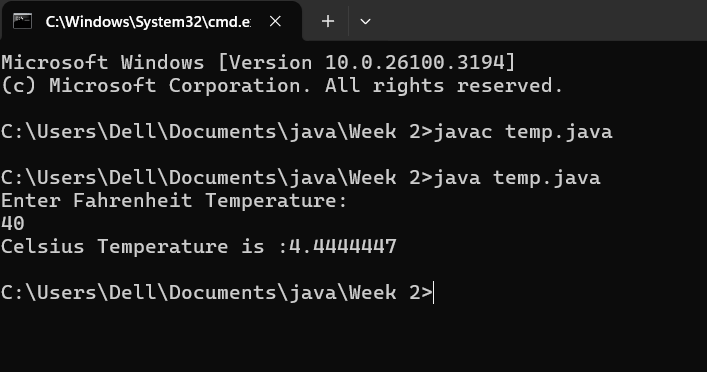 C:\Windows\System32\cmd.e
Microsoft Windows [Version 10.0.26100.3194]
(c) Microsoft Corporation. All rights reserved.
C:\Users\Dell\Documents\java\Week 2>javac temp.java
C:\Users\Dell\Documents\java\Week 2>java temp.java
Enter Fahrenheit Temperature:
40
Celsius Temperature is :4.4444447
C:\Users\Dell\Documents\java\Week 2>